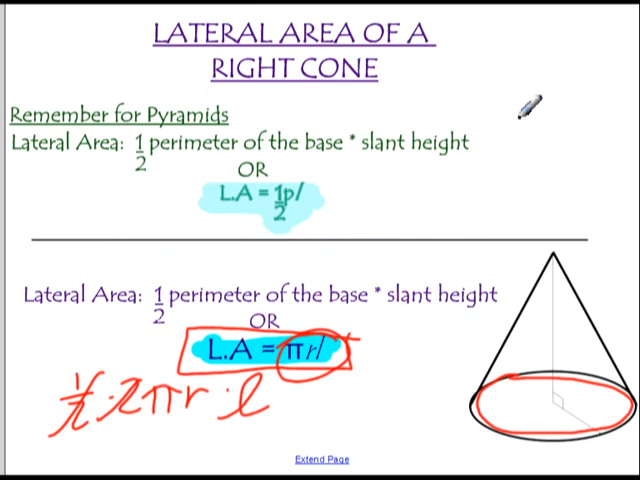 LATERAL AREA OF A
RIGHT CONE
Remember for Pyramids
Lateral Area: 1/2 perimeter of the base * slant height
OR
L.A = 1/2 pl
Lateral Area: 1/2 perimeter of the base * slant height
OR
L.A = πrl
1/2 · 2πr · l
Extend Page